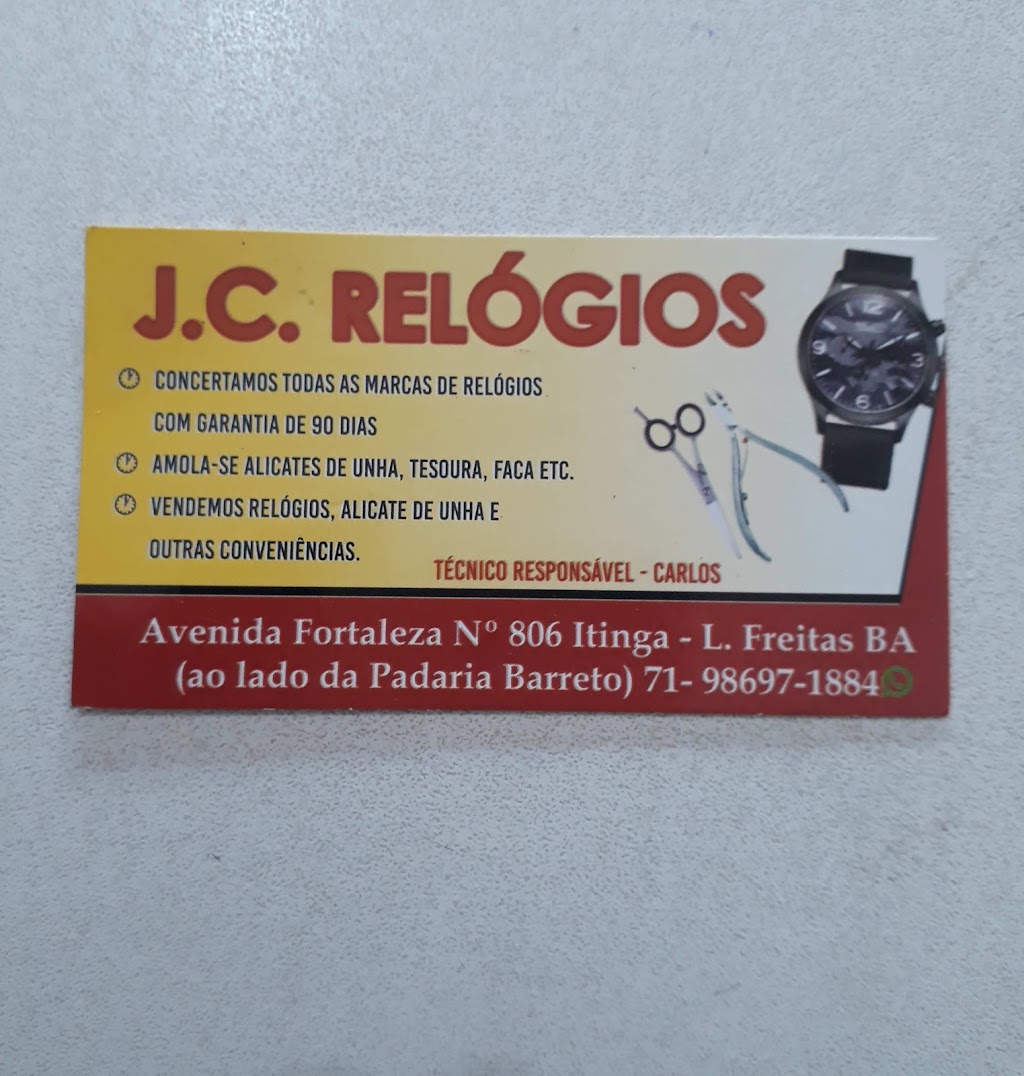 J.C. RELÓGIOS
CONCERTAMOS TODAS AS MARCAS DE RELÓGIOS
COM GARANTIA DE 90 DIAS
AMOLA-SE ALICATES DE UNHA, TESOURA, FACA ETC.
VENDEMOS RELÓGIOS, ALICATE DE UNHA E
OUTRAS CONVENIÊNCIAS.
TÉCNICO RESPONSÁVEL - CARLOS
Avenida Fortaleza Nº 806 Itinga - L. Freitas BA
(ao lado da Padaria Barreto) 71- 98697-1884